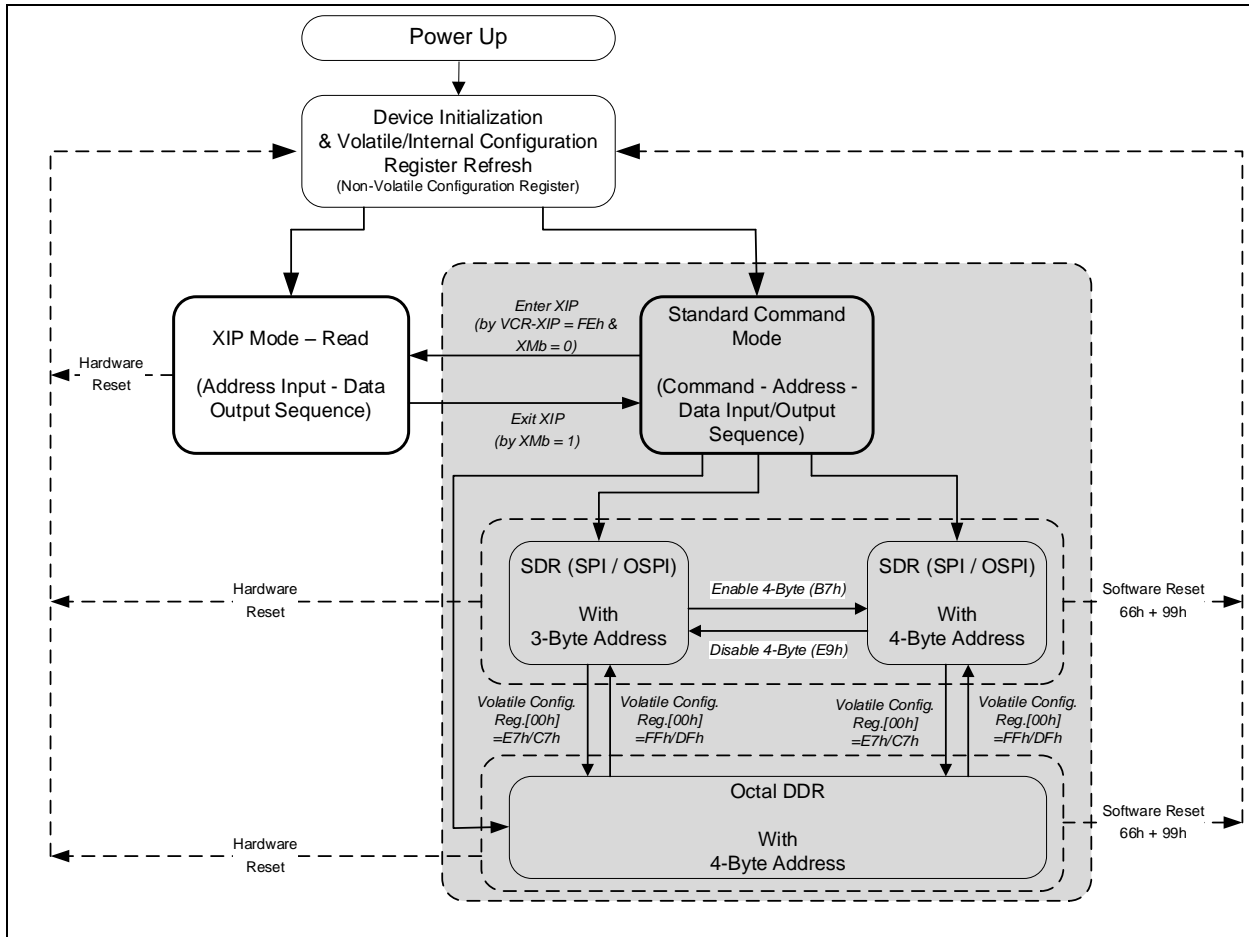 Power Up
Device Initialization
& Volatile/Internal Configuration
Register Refresh
(Non-Volatile Configuration Register)
XIP Mode – Read
(Address Input - Data
Output Sequence)
Hardware
Reset
Enter XIP
(by VCR-XIP = FEh &
XMb = 0)
Exit XIP
(by XMb = 1)
Standard Command
Mode
(Command - Address -
Data Input/Output
Sequence)
Hardware
Reset
SDR (SPI / OSPI)
With
3-Byte Address
Enable 4-Byte (B7h)
Disable 4-Byte (E9h)
SDR (SPI / OSPI)
With
4-Byte Address
Software Reset
66h + 99h
Volatile Config.
Reg.[00h]
=E7h/C7h
Volatile Config.
Reg.[00h]
=FFh/DFh
Volatile Config.
Reg.[00h]
=E7h/C7h
Volatile Config.
Reg.[00h]
=FFh/DFh
Hardware
Reset
Octal DDR
With
4-Byte Address
Software Reset
66h + 99h